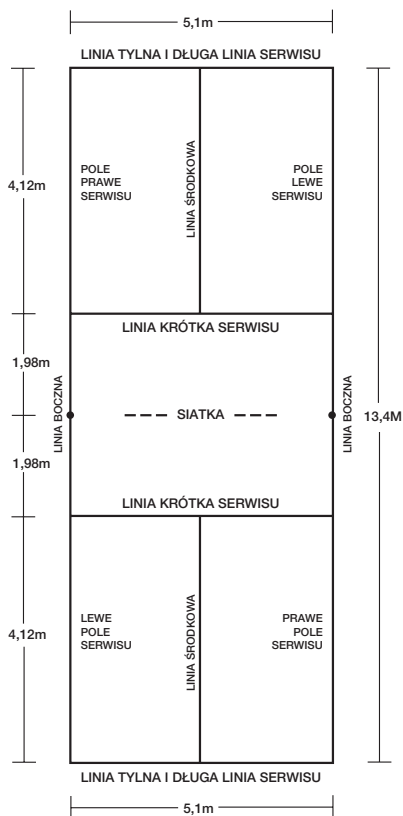 5,1m
LINIA TYLNA I DŁUGA LINIA SERWISU
POLE
PRAWE
SERWISU
LINIA ŚRODKOWA
POLE
LEWE
SERWISU
4,12m
LINIA KRÓTKA SERWISU
1,98m
LINIA BOCZNA
SIATKA
LINIA BOCZNA
13,4M
1,98m
LINIA KRÓTKA SERWISU
4,12m
LEWE
POLE
SERWISU
LINIA ŚRODKOWA
PRAWE
POLE
SERWISU
LINIA TYLNA I DŁUGA LINIA SERWISU
5,1m